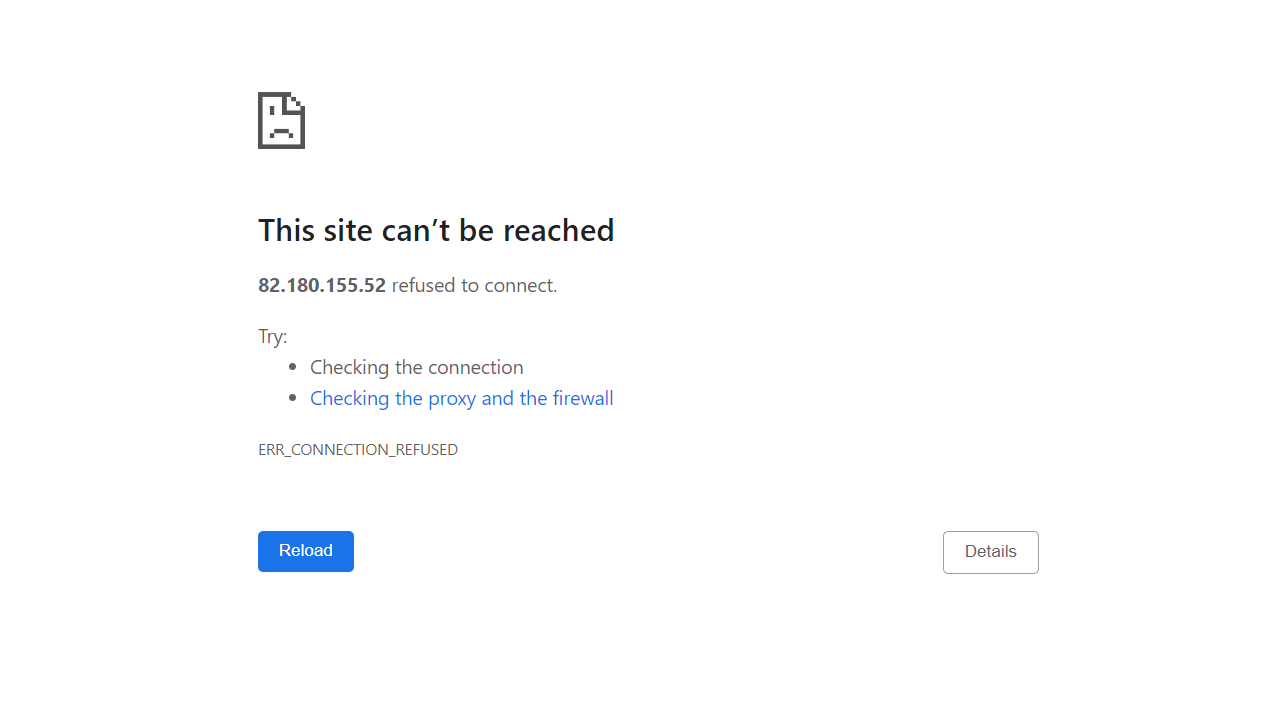 This site can’t be reached
82.180.155.52 refused to connect.
Try:
Checking the connection
Checking the proxy and the firewall
ERR_CONNECTION_REFUSED
Reload
Details